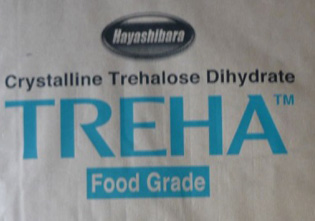 Hayashibara
Crystalline Trehalose Dihydrate
TREHA™
Food Grade